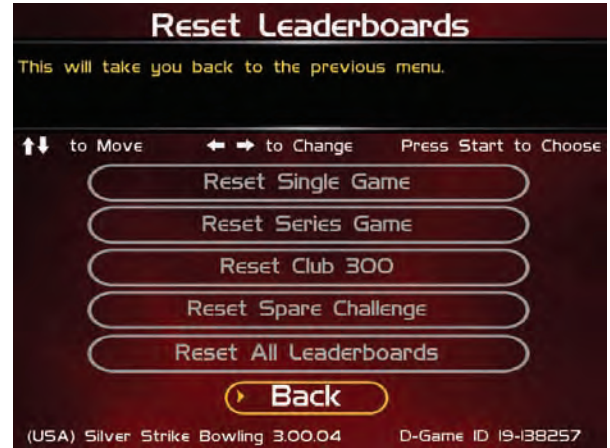 Reset Leaderboards
This will take you back to the previous menu.
to Move to Change Press Start to Choose
Reset Single Game
Reset Series Game
Reset Club 300
Reset Spare Challenge
Reset All Leaderboards
Back
(USA) Silver Strike Bowling 3.00.04 D-Game ID 19-138257